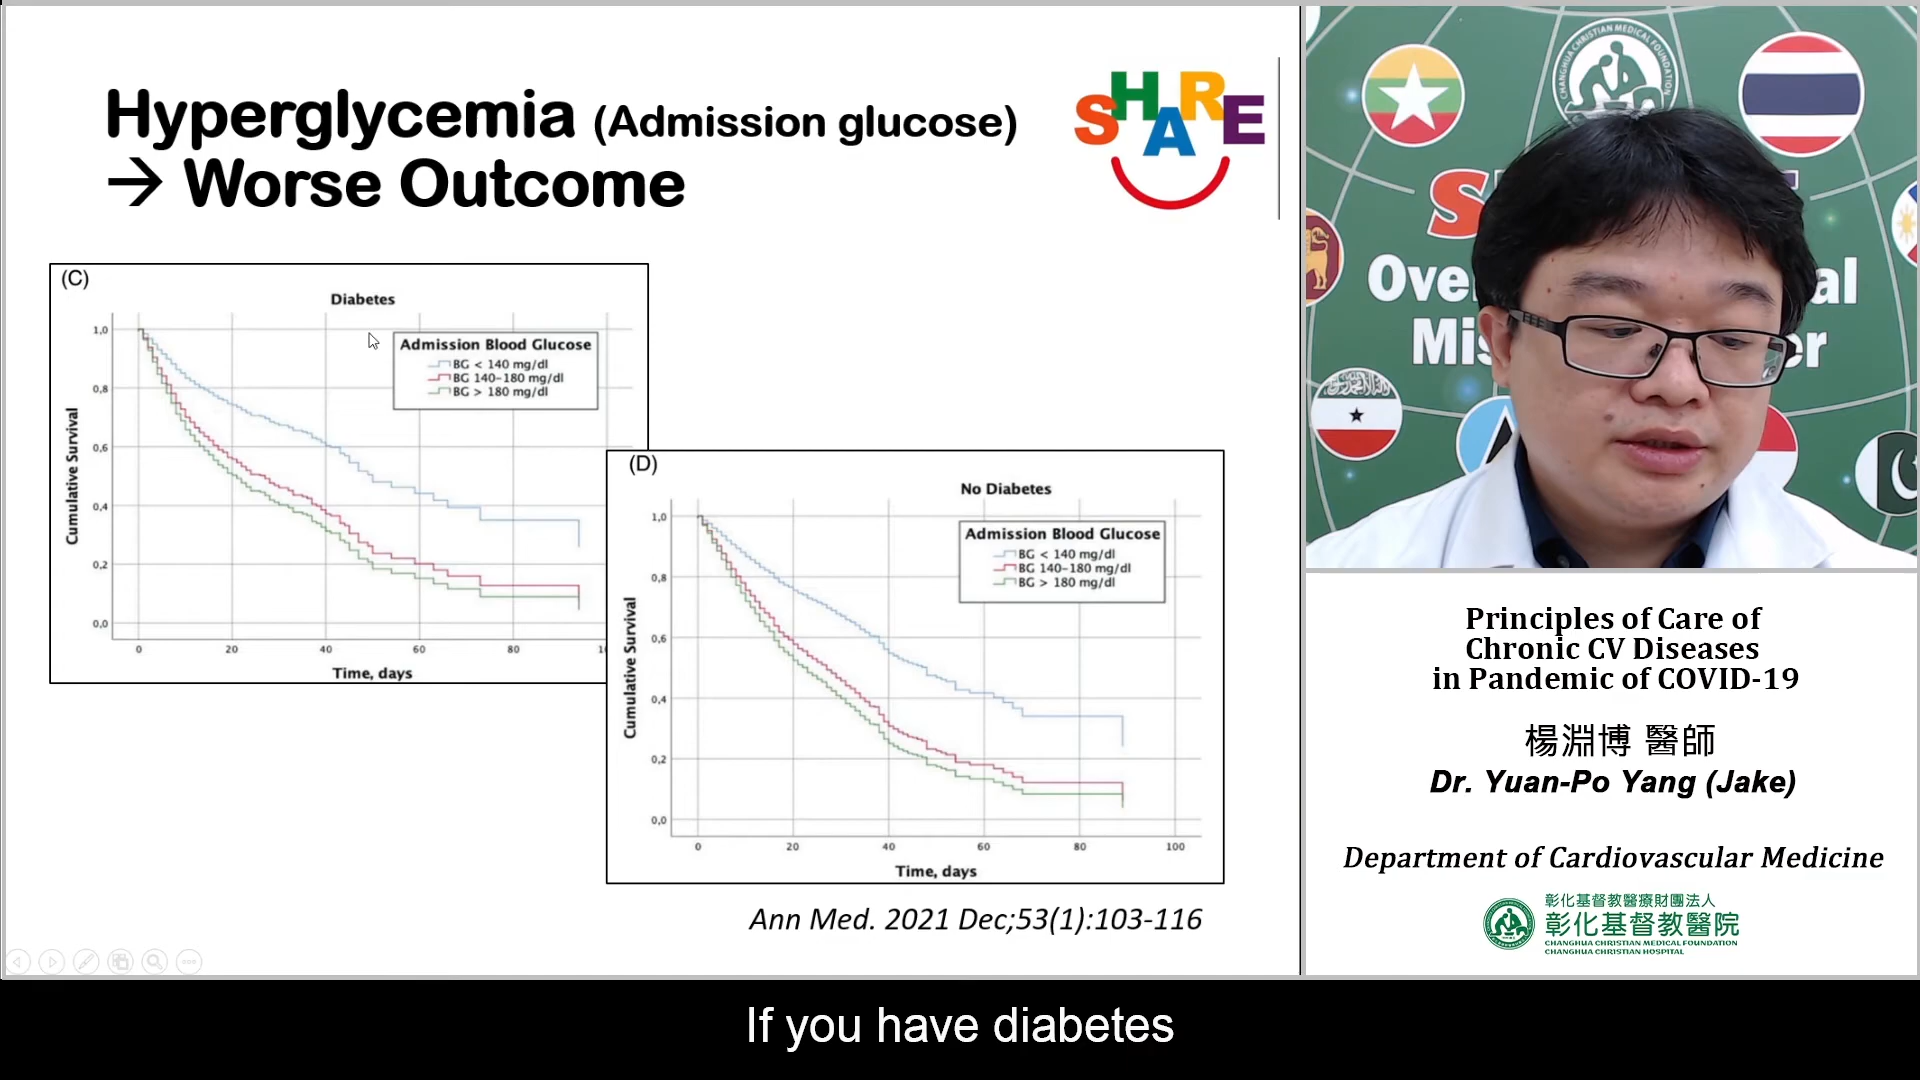 Hyperglycemia (Admission glucose)
→ Worse Outcome
SHARE
(C)
Diabetes
Admission Blood Glucose
BG < 140 mg/dl
BG 140-180 mg/dl
BG > 180 mg/dl
Cumulative Survival
1,0
0,8
0,6
0,4
0,2
0,0
0 20 40 60 80
Time, days
(D)
No Diabetes
Admission Blood Glucose
BG < 140 mg/dl
BG 140-180 mg/dl
BG > 180 mg/dl
Cumulative Survival
1,0
0,8
0,6
0,4
0,2
0,0
0 20 40 60 80 100
Time, days
Ann Med. 2021 Dec;53(1):103-116
CHANGHUA CHRISTIAN MEDICAL FOUNDATION
Principles of Care of
Chronic CV Diseases
in Pandemic of COVID-19
楊淵博 醫師
Dr. Yuan-Po Yang (Jake)
Department of Cardiovascular Medicine
彰化基督教醫療財團法人
彰化基督教醫院
CHANGHUA CHRISTIAN MEDICAL FOUNDATION
CHANGHUA CHRISTIAN HOSPITAL
If you have diabetes